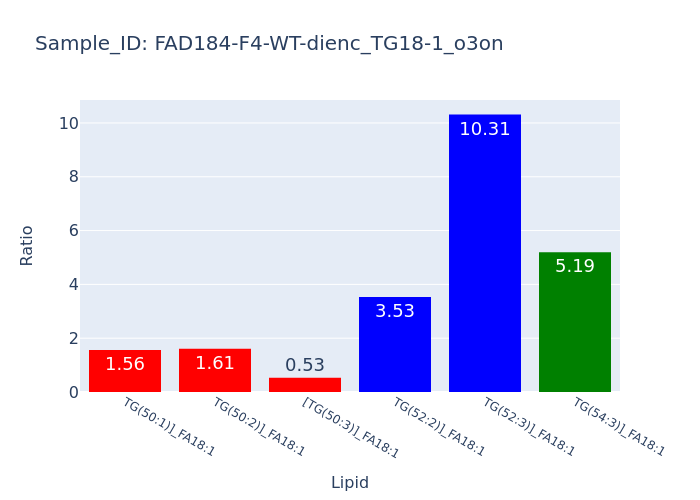 Sample_ID: FAD184-F4-WT-dienc_TG18-1_o3on
10
8
6
4
2
0
Ratio
1.56
1.61
0.53
3.53
10.31
5.19
TG(50:1)]_FA18:1
TG(50:2)]_FA18:1
[TG(50:3)]_FA18:1
TG(52:2)]_FA18:1
TG(52:3)]_FA18:1
TG(54:3)]_FA18:1
Lipid